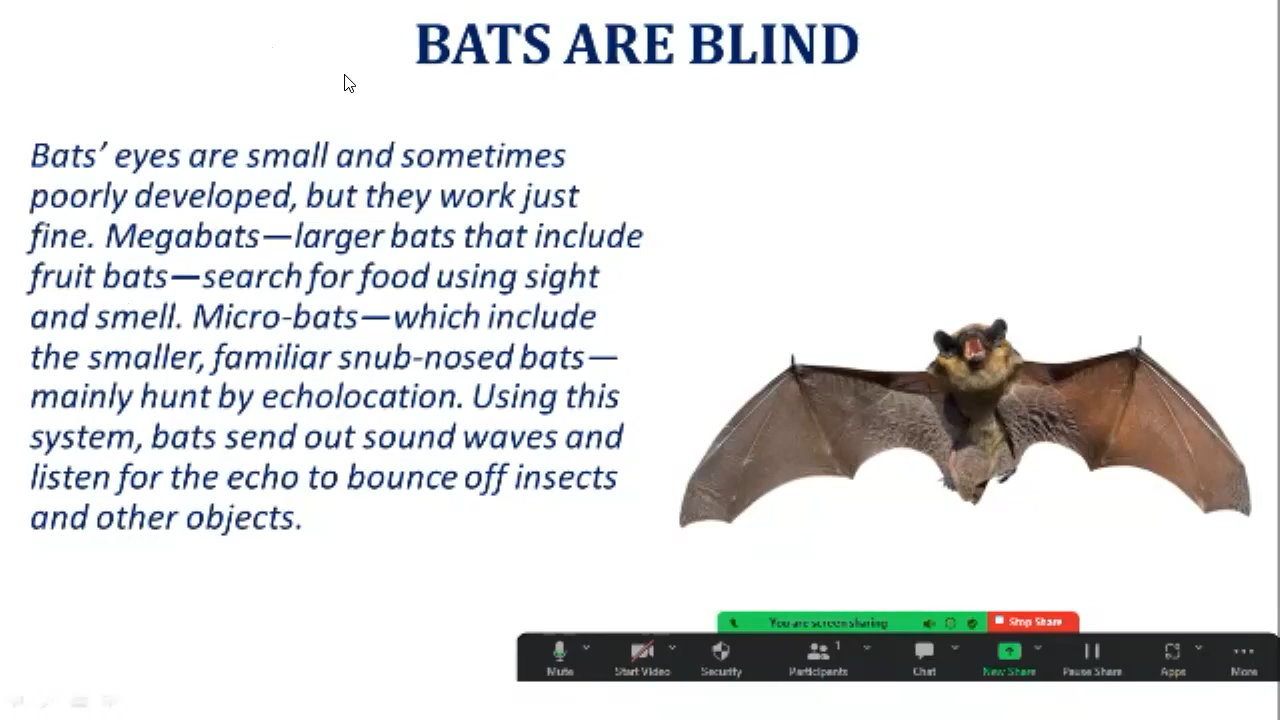 BATS ARE BLIND
Bats’ eyes are small and sometimes
poorly developed, but they work just
fine. Megabats—larger bats that include
fruit bats—search for food using sight
and smell. Micro-bats—which include
the smaller, familiar snub-nosed bats—
mainly hunt by echolocation. Using this
system, bats send out sound waves and
listen for the echo to bounce off insects
and other objects.
You are screen sharing
Stop Share
1
Mute Start Video Security Participants Chat New Share Pause Share Apps More